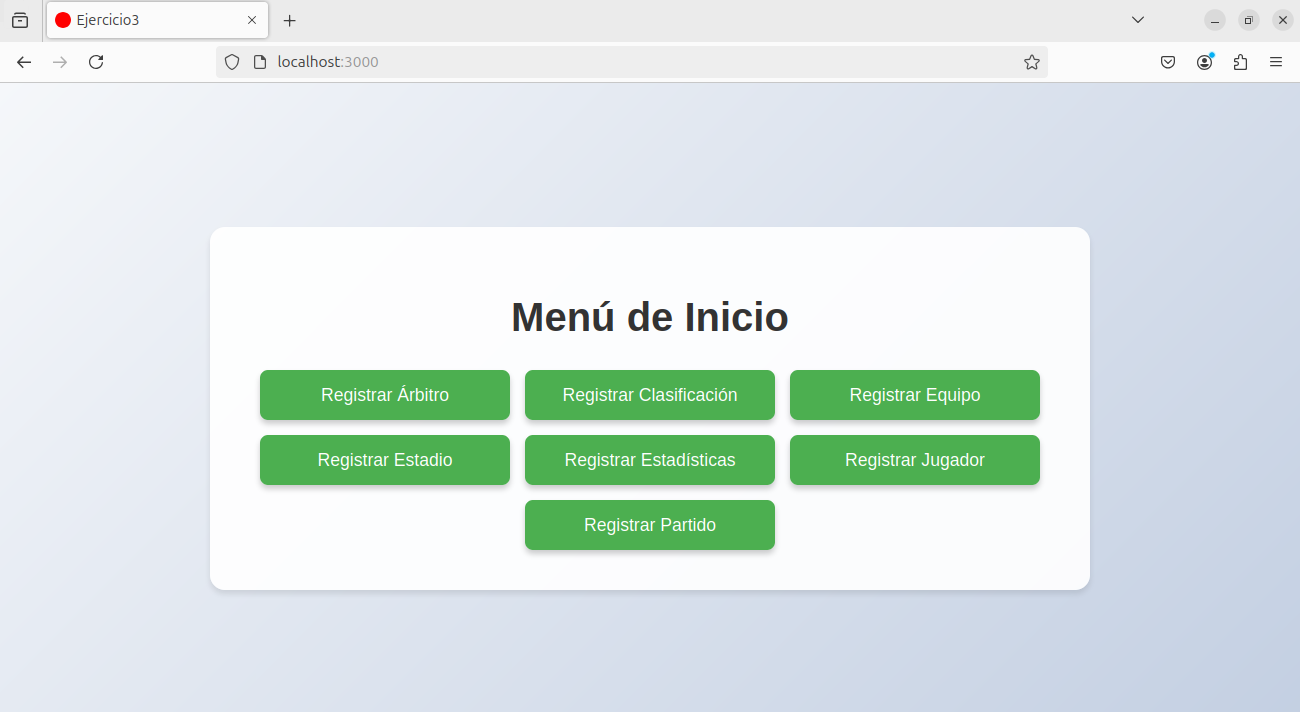 Ejercicio3
localhost:3000
Menú de Inicio
Registrar Árbitro
Registrar Clasificación
Registrar Equipo
Registrar Estadio
Registrar Estadísticas
Registrar Jugador
Registrar Partido